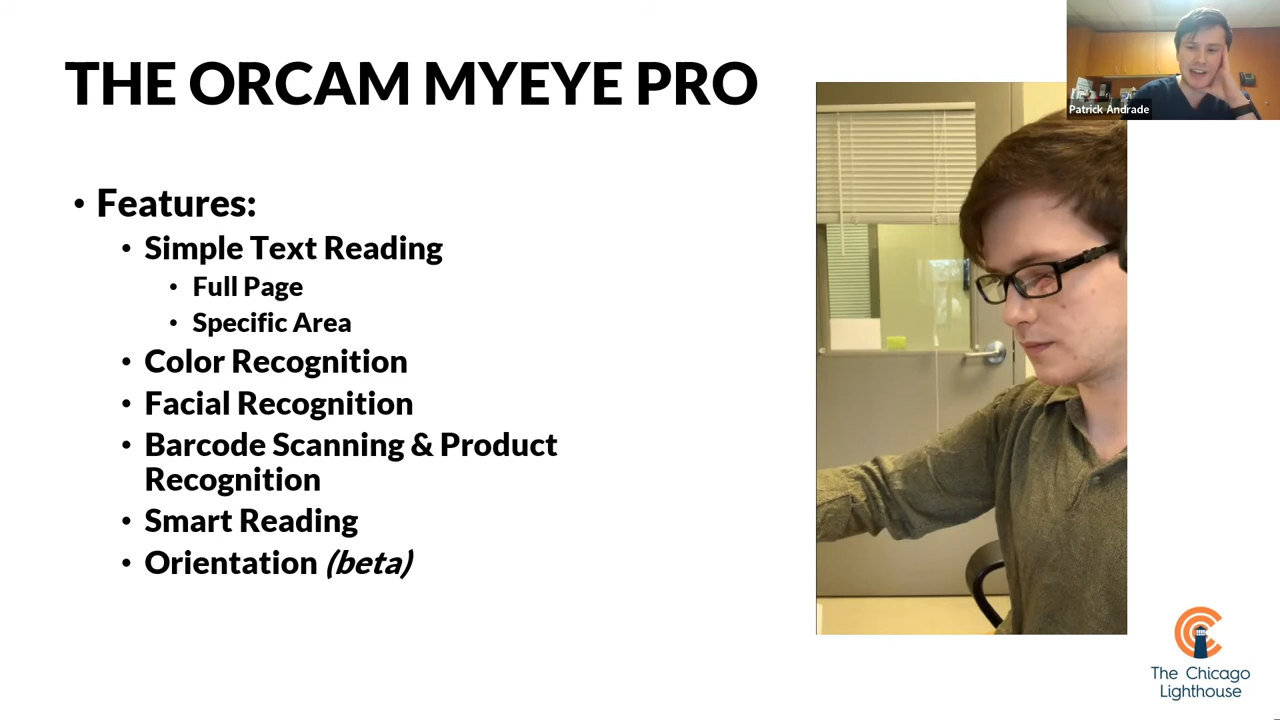 THE ORCAM MYEYE PRO
Patrick Andrade
• Features:
• Simple Text Reading
• Full Page
• Specific Area
• Color Recognition
• Facial Recognition
• Barcode Scanning & Product
Recognition
• Smart Reading
• Orientation (beta)
The Chicago
Lighthouse